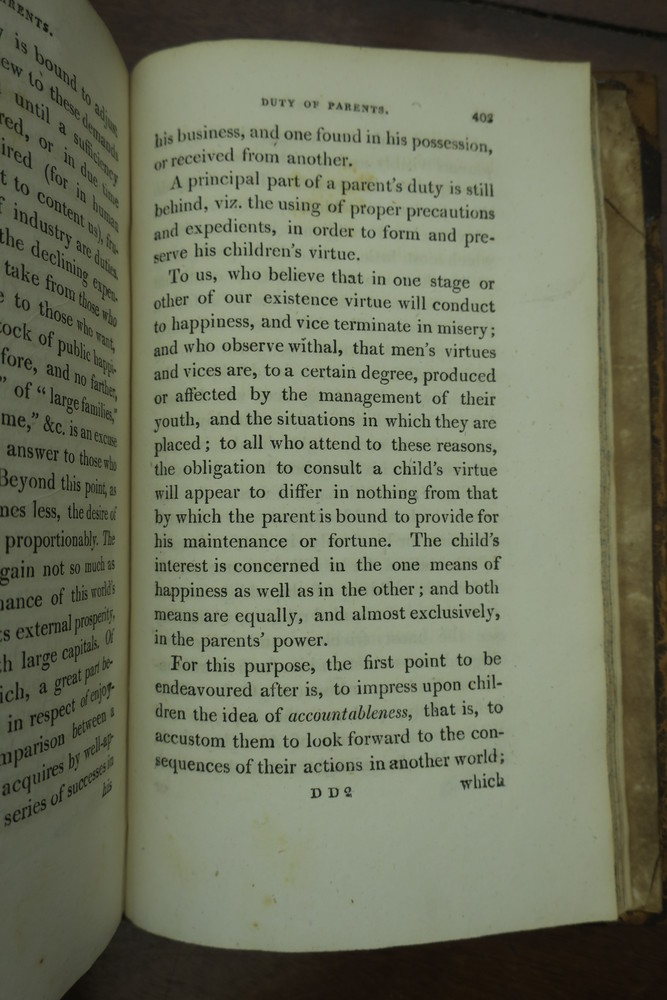 PARENTS.
is bound to adjust
to these demands
until a sufficiency
or in due time
(for in human
to content us), fru-
industry are duties.
the declining expen-
take from those who
to those who want,
of public happi-
fore, and no farther,
of " large families,"
me," &c. is an excuse
answer to those who
Beyond this point, as
less, the desire of
proportionably. The
gain not so much as
of this world's
external prosperity,
large capitals. Of
ich, a great part be-
in respect of enjoy-
between a
acquires by well-ap-
series of successes in
his
DUTY OF PARENTS. 403
his business, and one found in his possession,
or received from another.
A principal part of a parent's duty is still
behind, viz. the using of proper precautions
and expedients, in order to form and pre-
serve his children's virtue.
To us, who believe that in one stage or
other of our existence virtue will conduct
to happiness, and vice terminate in misery;
and who observe withal, that men's virtues
and vices are, to a certain degree, produced
or affected by the management of their
youth, and the situations in which they are
placed; to all who attend to these reasons,
the obligation to consult a child's virtue
will appear to differ in nothing from that
by which the parent is bound to provide for
his maintenance or fortune. The child's
interest is concerned in the one means of
happiness as well as in the other; and both
means are equally, and almost exclusively,
in the parents' power.
For this purpose, the first point to be
endeavoured after is, to impress upon chil-
dren the idea of accountableness, that is, to
accustom them to look forward to the con-
sequences of their actions in another world;
D D 2 which